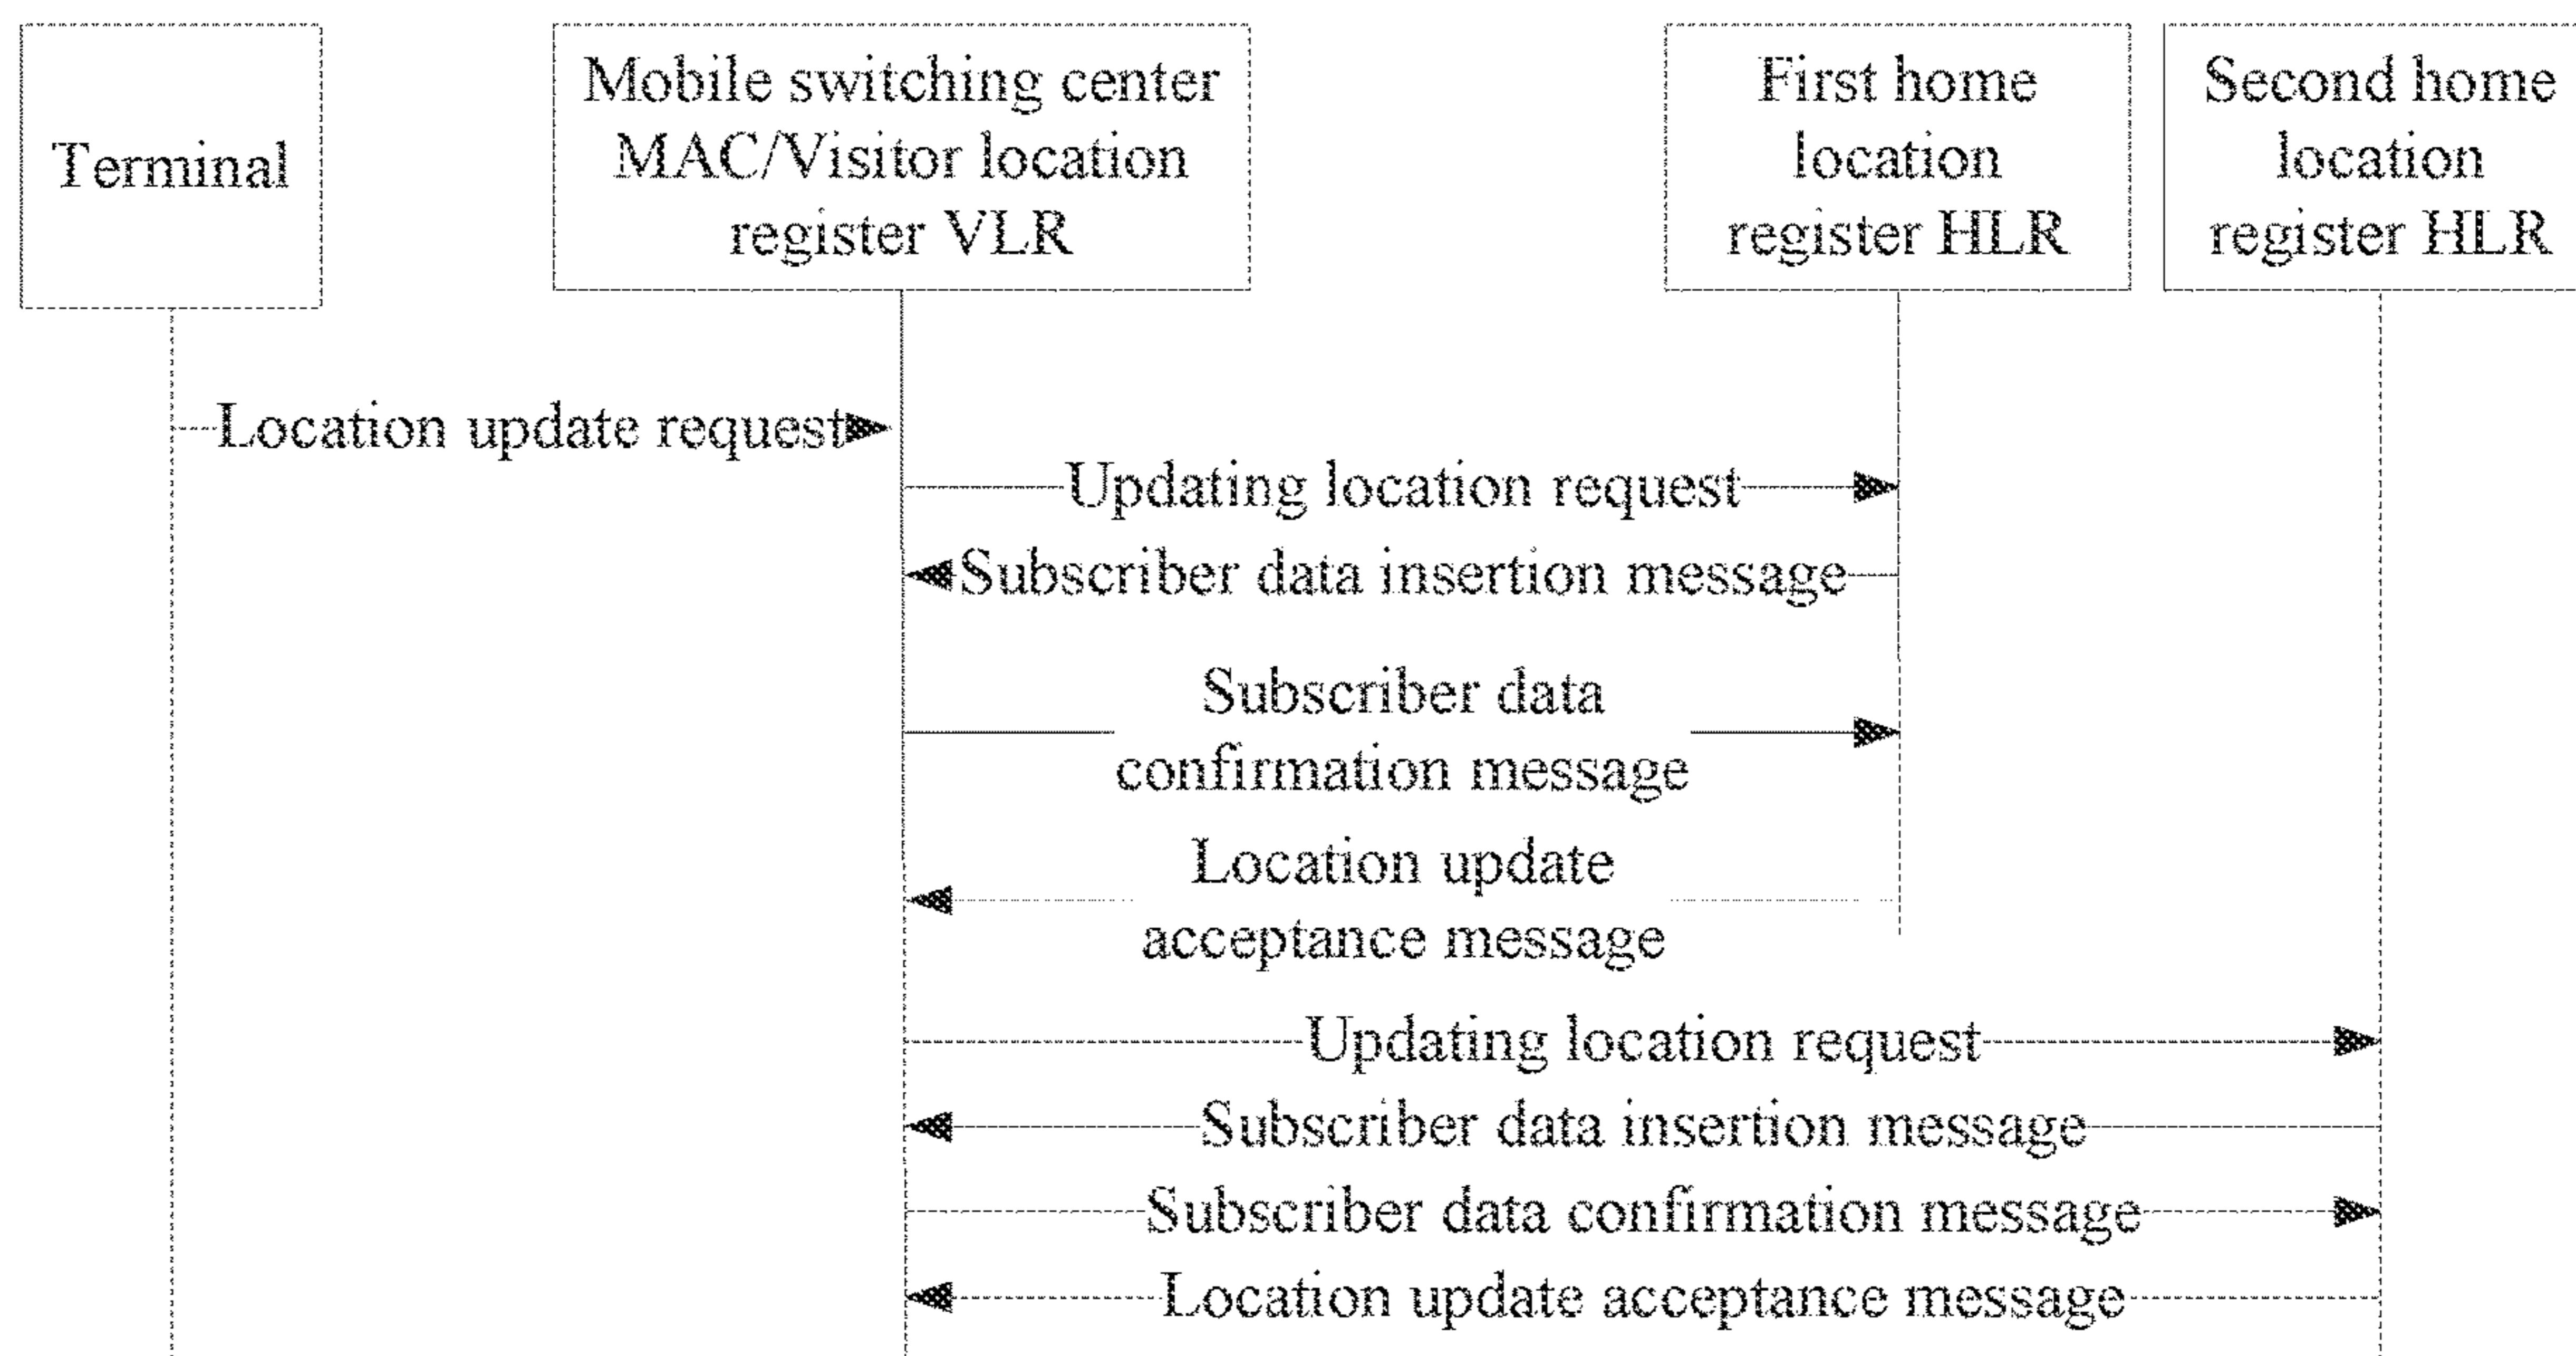 Terminal
Mobile switching center
MAC/Visitor location
register VLR
First home
location
register HLR
Second home
location
register HLR
Location update request
Updating location request
Subscriber data insertion message
Subscriber data
confirmation message
Location update
acceptance message
Updating location request
Subscriber data insertion message
Subscriber data confirmation message
Location update acceptance message